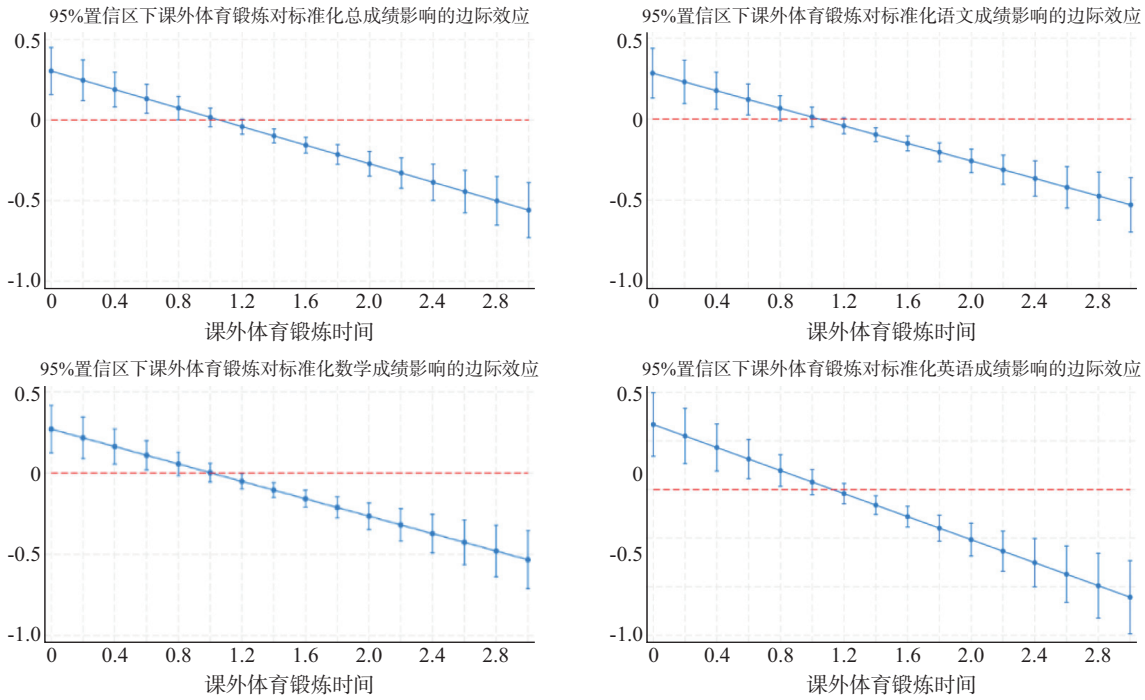 95%置信区下课外体育锻炼对标准化总成绩影响的边际效应
0.5
0
-0.5
-1.0
0 0.4 0.8 1.2 1.6 2.0 2.4 2.8
课外体育锻炼时间
95%置信区下课外体育锻炼对标准化语文成绩影响的边际效应
0.5
0
-0.5
-1.0
0 0.4 0.8 1.2 1.6 2.0 2.4 2.8
课外体育锻炼时间
95%置信区下课外体育锻炼对标准化数学成绩影响的边际效应
0.5
0
-0.5
-1.0
0 0.4 0.8 1.2 1.6 2.0 2.4 2.8
课外体育锻炼时间
95%置信区下课外体育锻炼对标准化英语成绩影响的边际效应
0.5
0
-0.5
-1.0
0 0.4 0.8 1.2 1.6 2.0 2.4 2.8
课外体育锻炼时间